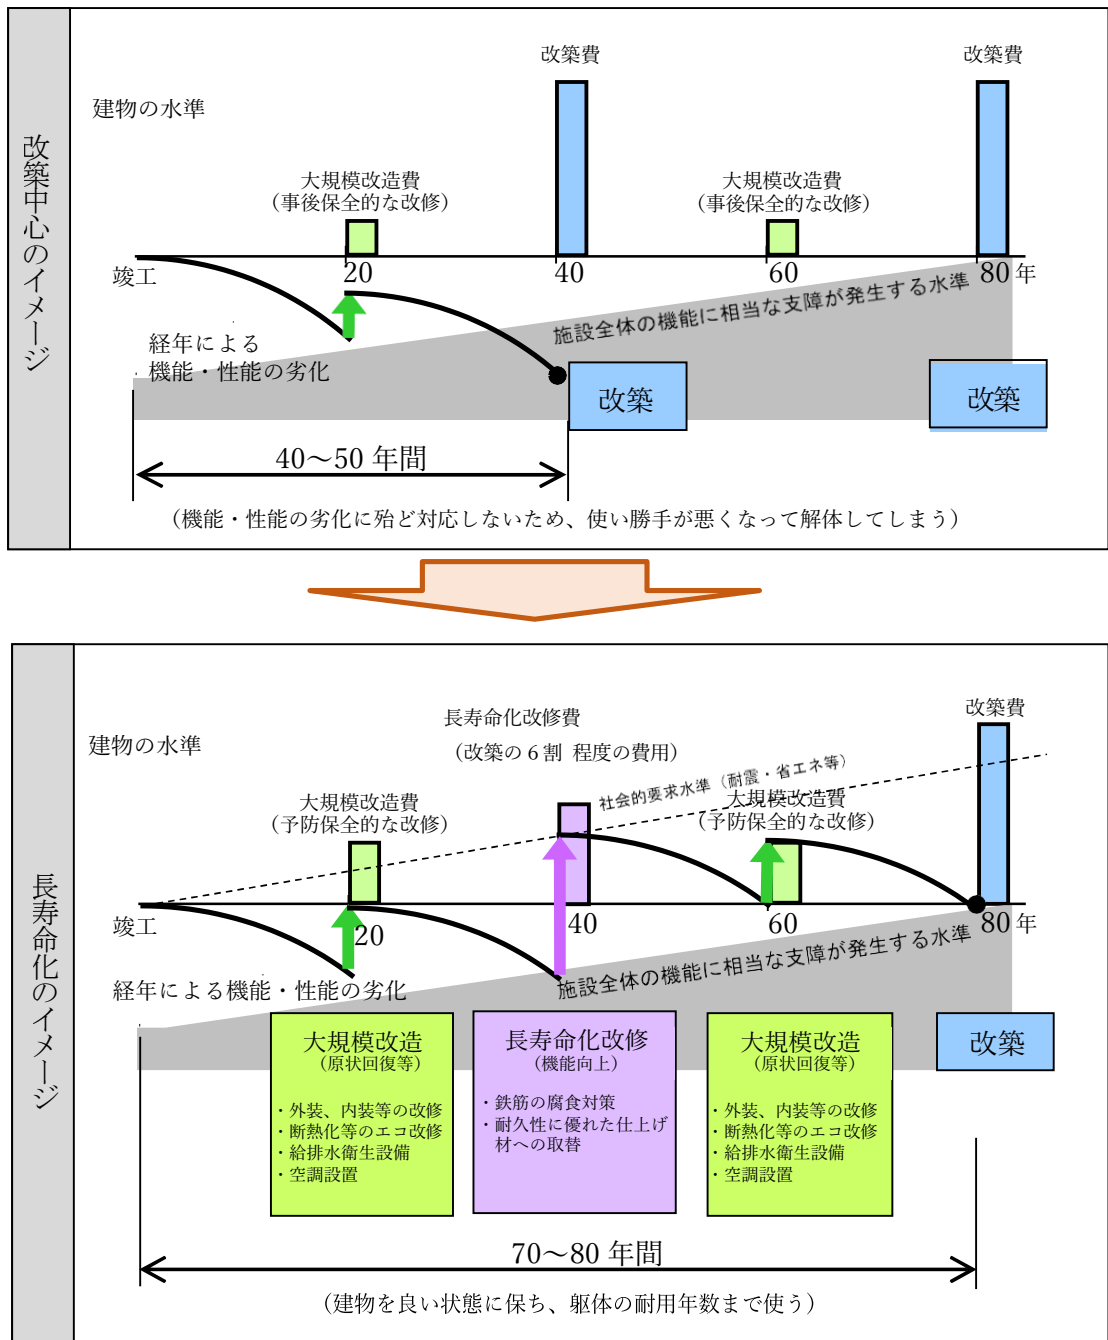 改築中心のイメージ
改築費
改築費
建物の水準
大規模改造費
（事後保全的な改修）
大規模改造費
（事後保全的な改修）
竣工
20
40
60
80 年
施設全体の機能に相当な支障が発生する水準
経年による
機能・性能の劣化
改築
改築
40～50 年間
（機能・性能の劣化に殆ど対応しないため、使い勝手が悪くなって解体してしまう）
長寿命化のイメージ
改築費
長寿命化改修費
（改築の６割 程度の費用）
建物の水準
社会的要求水準（耐震・省エネ等）
大規模改造費
（予防保全的な改修）
大規模改造費
（予防保全的な改修）
竣工
20
40
60
80 年
施設全体の機能に相当な支障が発生する水準
経年による機能・性能の劣化
大規模改造
（原状回復等）
・外装、内装等の改修
・断熱化等のエコ改修
・給排水衛生設備
・空調設置
長寿命化改修
（機能向上）
・鉄筋の腐食対策
・耐久性に優れた仕上げ
材への取替
大規模改造
（原状回復等）
・外装、内装等の改修
・断熱化等のエコ改修
・給排水衛生設備
・空調設置
改築
70～80 年間
（建物を良い状態に保ち、躯体の耐用年数まで使う）